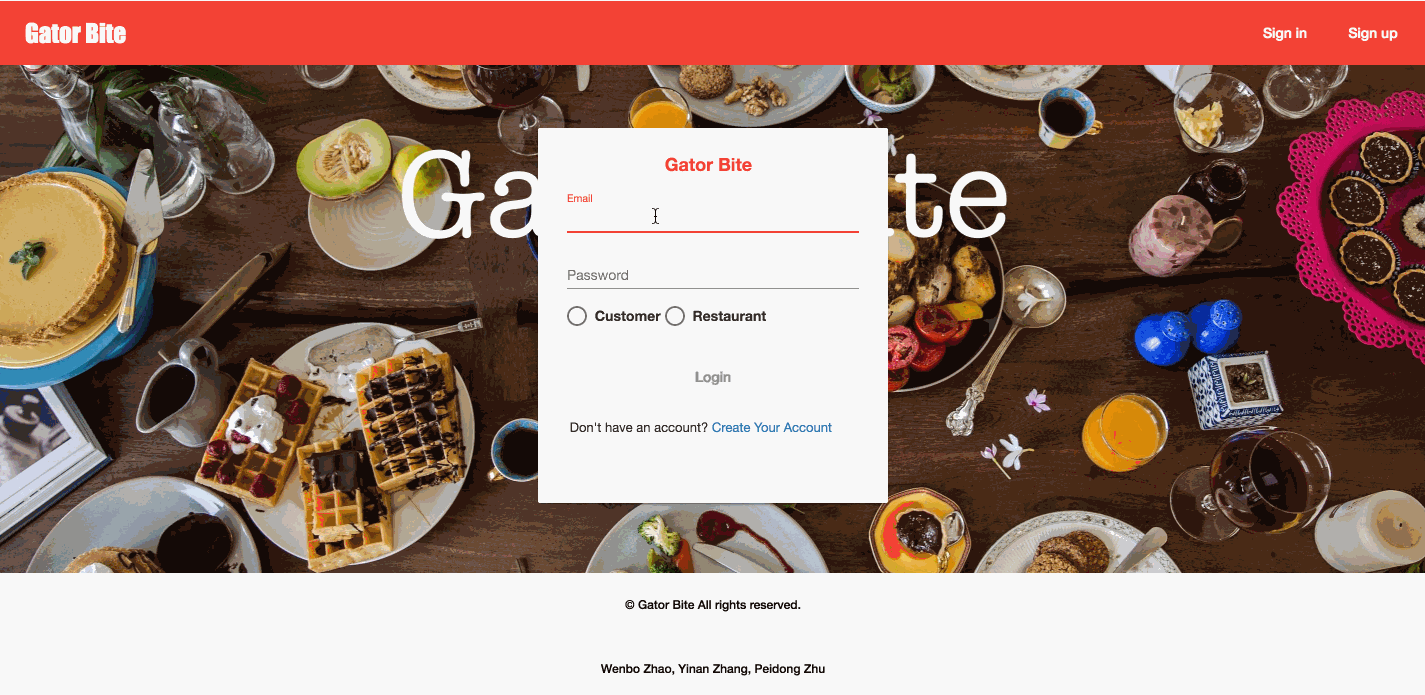 Gator Bite
Sign in
Sign up
Ga
te
Gator Bite
Email
Password
Customer
Restaurant
Login
Don't have an account? Create Your Account
© Gator Bite All rights reserved.
Wenbo Zhao, Yinan Zhang, Peidong Zhu